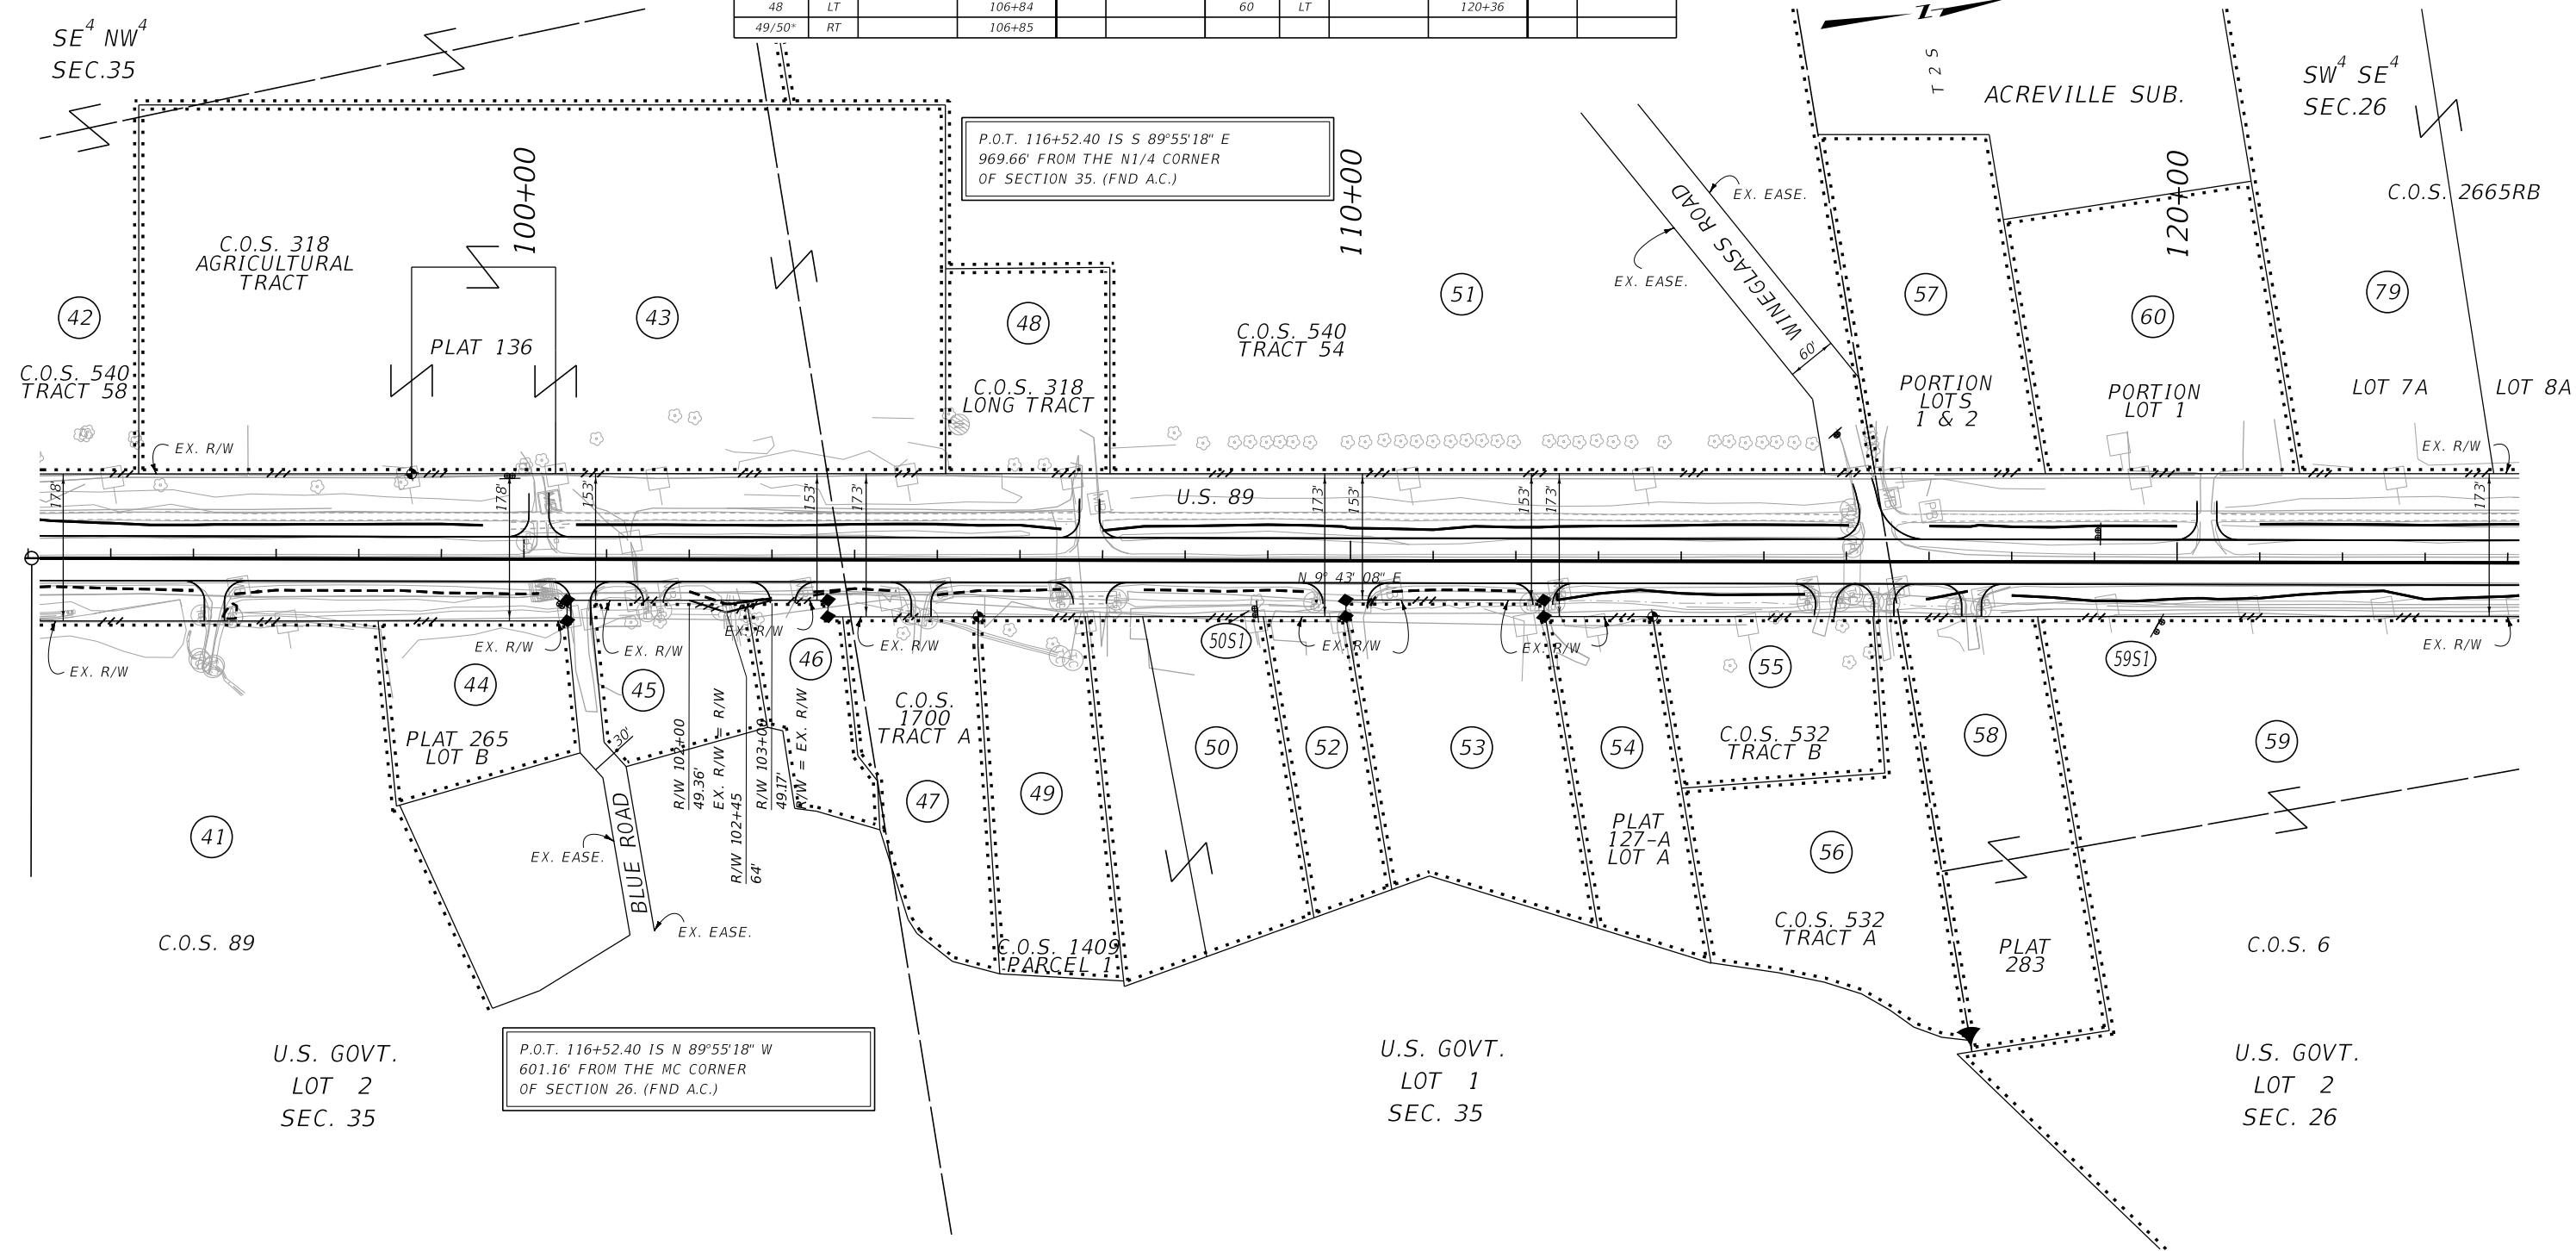 48 LT 106+84 60 LT 120+36
49/50* RT 106+85
SE4 NW4
SEC.35
T 2 S
Z
ACREVILLE SUB.
SW4 SE4
SEC.26
P.O.T. 116+52.40 IS S 89°55'18" E
969.66' FROM THE N1/4 CORNER
OF SECTION 35. (FND A.C.)
100+00
110+00
120+00
C.O.S. 2665RB
EX. EASE.
EX. EASE.
WINEGLASS ROAD
60'
C.O.S. 318
AGRICULTURAL
TRACT
42
43
48
51
57
60
79
PLAT 136
C.O.S. 540
TRACT 58
C.O.S. 318
LONG TRACT
C.O.S. 540
TRACT 54
PORTION
LOTS
1 & 2
PORTION
LOT 1
LOT 7A
LOT 8A
EX. R/W
EX. R/W
178'
178'
153'
153'
173'
U.S. 89
173'
153'
153'
173'
173'
PB
N 9° 43' 08" E
EX. R/W
EX. R/W
EX. R/W
EX. R/W
EX. R/W
EX. R/W
EX. R/W
EX. R/W
44
45
46
50S1
55
59S1
PLAT 265
LOT B
30'
R/W 102+00
49.36'
EX. R/W = R/W
R/W 102+45
64'
R/W 103+00
49.17'
R/W = EX. R/W
C.O.S.
1700
TRACT A
47
49
50
52
53
54
C.O.S. 532
TRACT B
58
59
41
BLUE ROAD
EX. EASE.
EX. EASE.
PLAT
127-A
LOT A
56
C.O.S. 89
C.O.S. 1409
PARCEL 1
C.O.S. 532
TRACT A
PLAT
283
C.O.S. 6
U.S. GOVT.
LOT 2
SEC. 35
P.O.T. 116+52.40 IS N 89°55'18" W
601.16' FROM THE MC CORNER
OF SECTION 26. (FND A.C.)
U.S. GOVT.
LOT 1
SEC. 35
U.S. GOVT.
LOT 2
SEC. 26